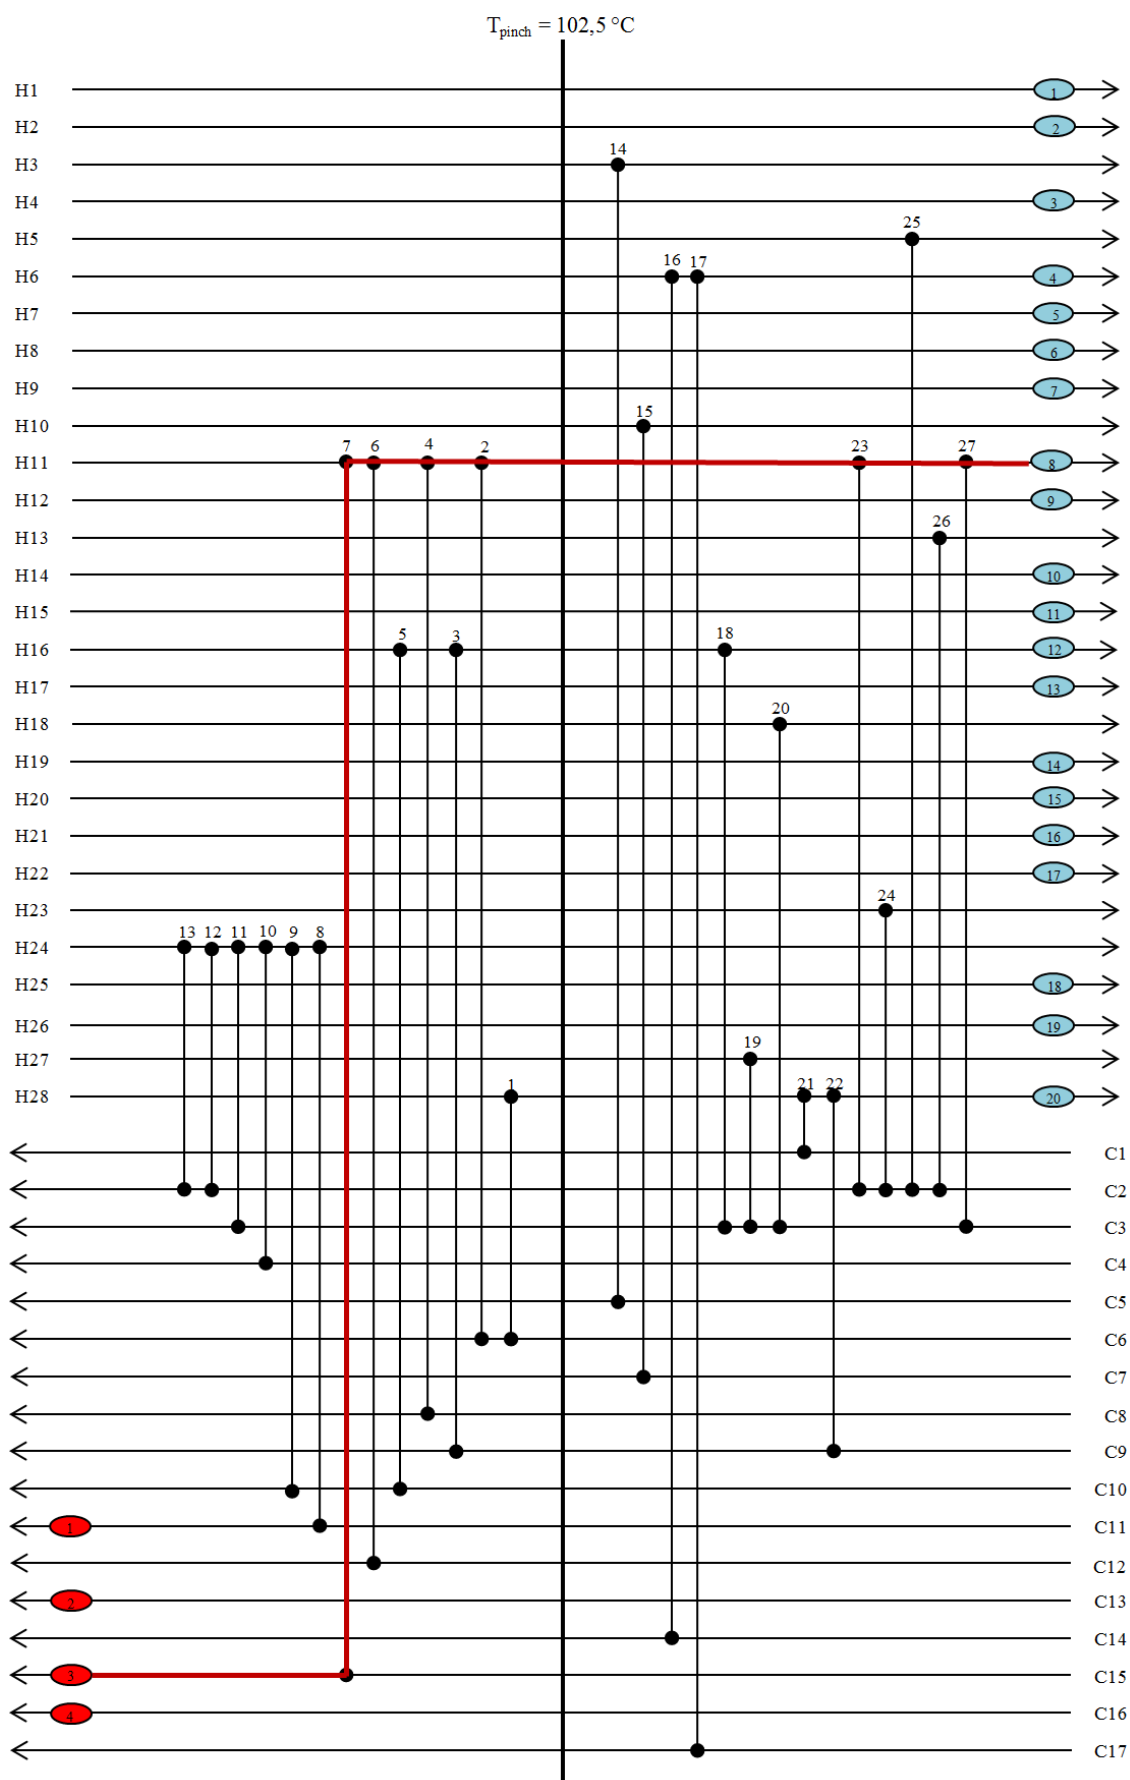 T_pinch = 102,5 °C
H1 1
H2 2
14
H3
H4 3
25
H5
16 17
H6 4
H7 5
H8 6
H9 7
15
H10
7 6 4 2 23 27
H11 8
H12 9
26
H13
H14 10
H15 11
5 3 18
H16 12
H17 13
20
H18
H19 14
H20 15
H21 16
H22 17
24
H23
13 12 11 10 9 8
H24
H25 18
H26 19
19
H27
1 21 22
H28 20
C1
C2
C3
C4
C5
C6
C7
C8
C9
C10
1 C11
C12
2 C13
C14
3 C15
4 C16
C17